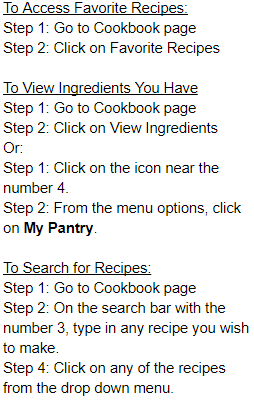 To Access Favorite Recipes:
Step 1: Go to Cookbook page
Step 2: Click on Favorite Recipes
To View Ingredients You Have
Step 1: Go to Cookbook page
Step 2: Click on View Ingredients
Or:
Step 1: Click on the icon near the
number 4.
Step 2: From the menu options, click
on My Pantry.
To Search for Recipes:
Step 1: Go to Cookbook page
Step 2: On the search bar with the
number 3, type in any recipe you wish
to make.
Step 4: Click on any of the recipes
from the drop down menu.